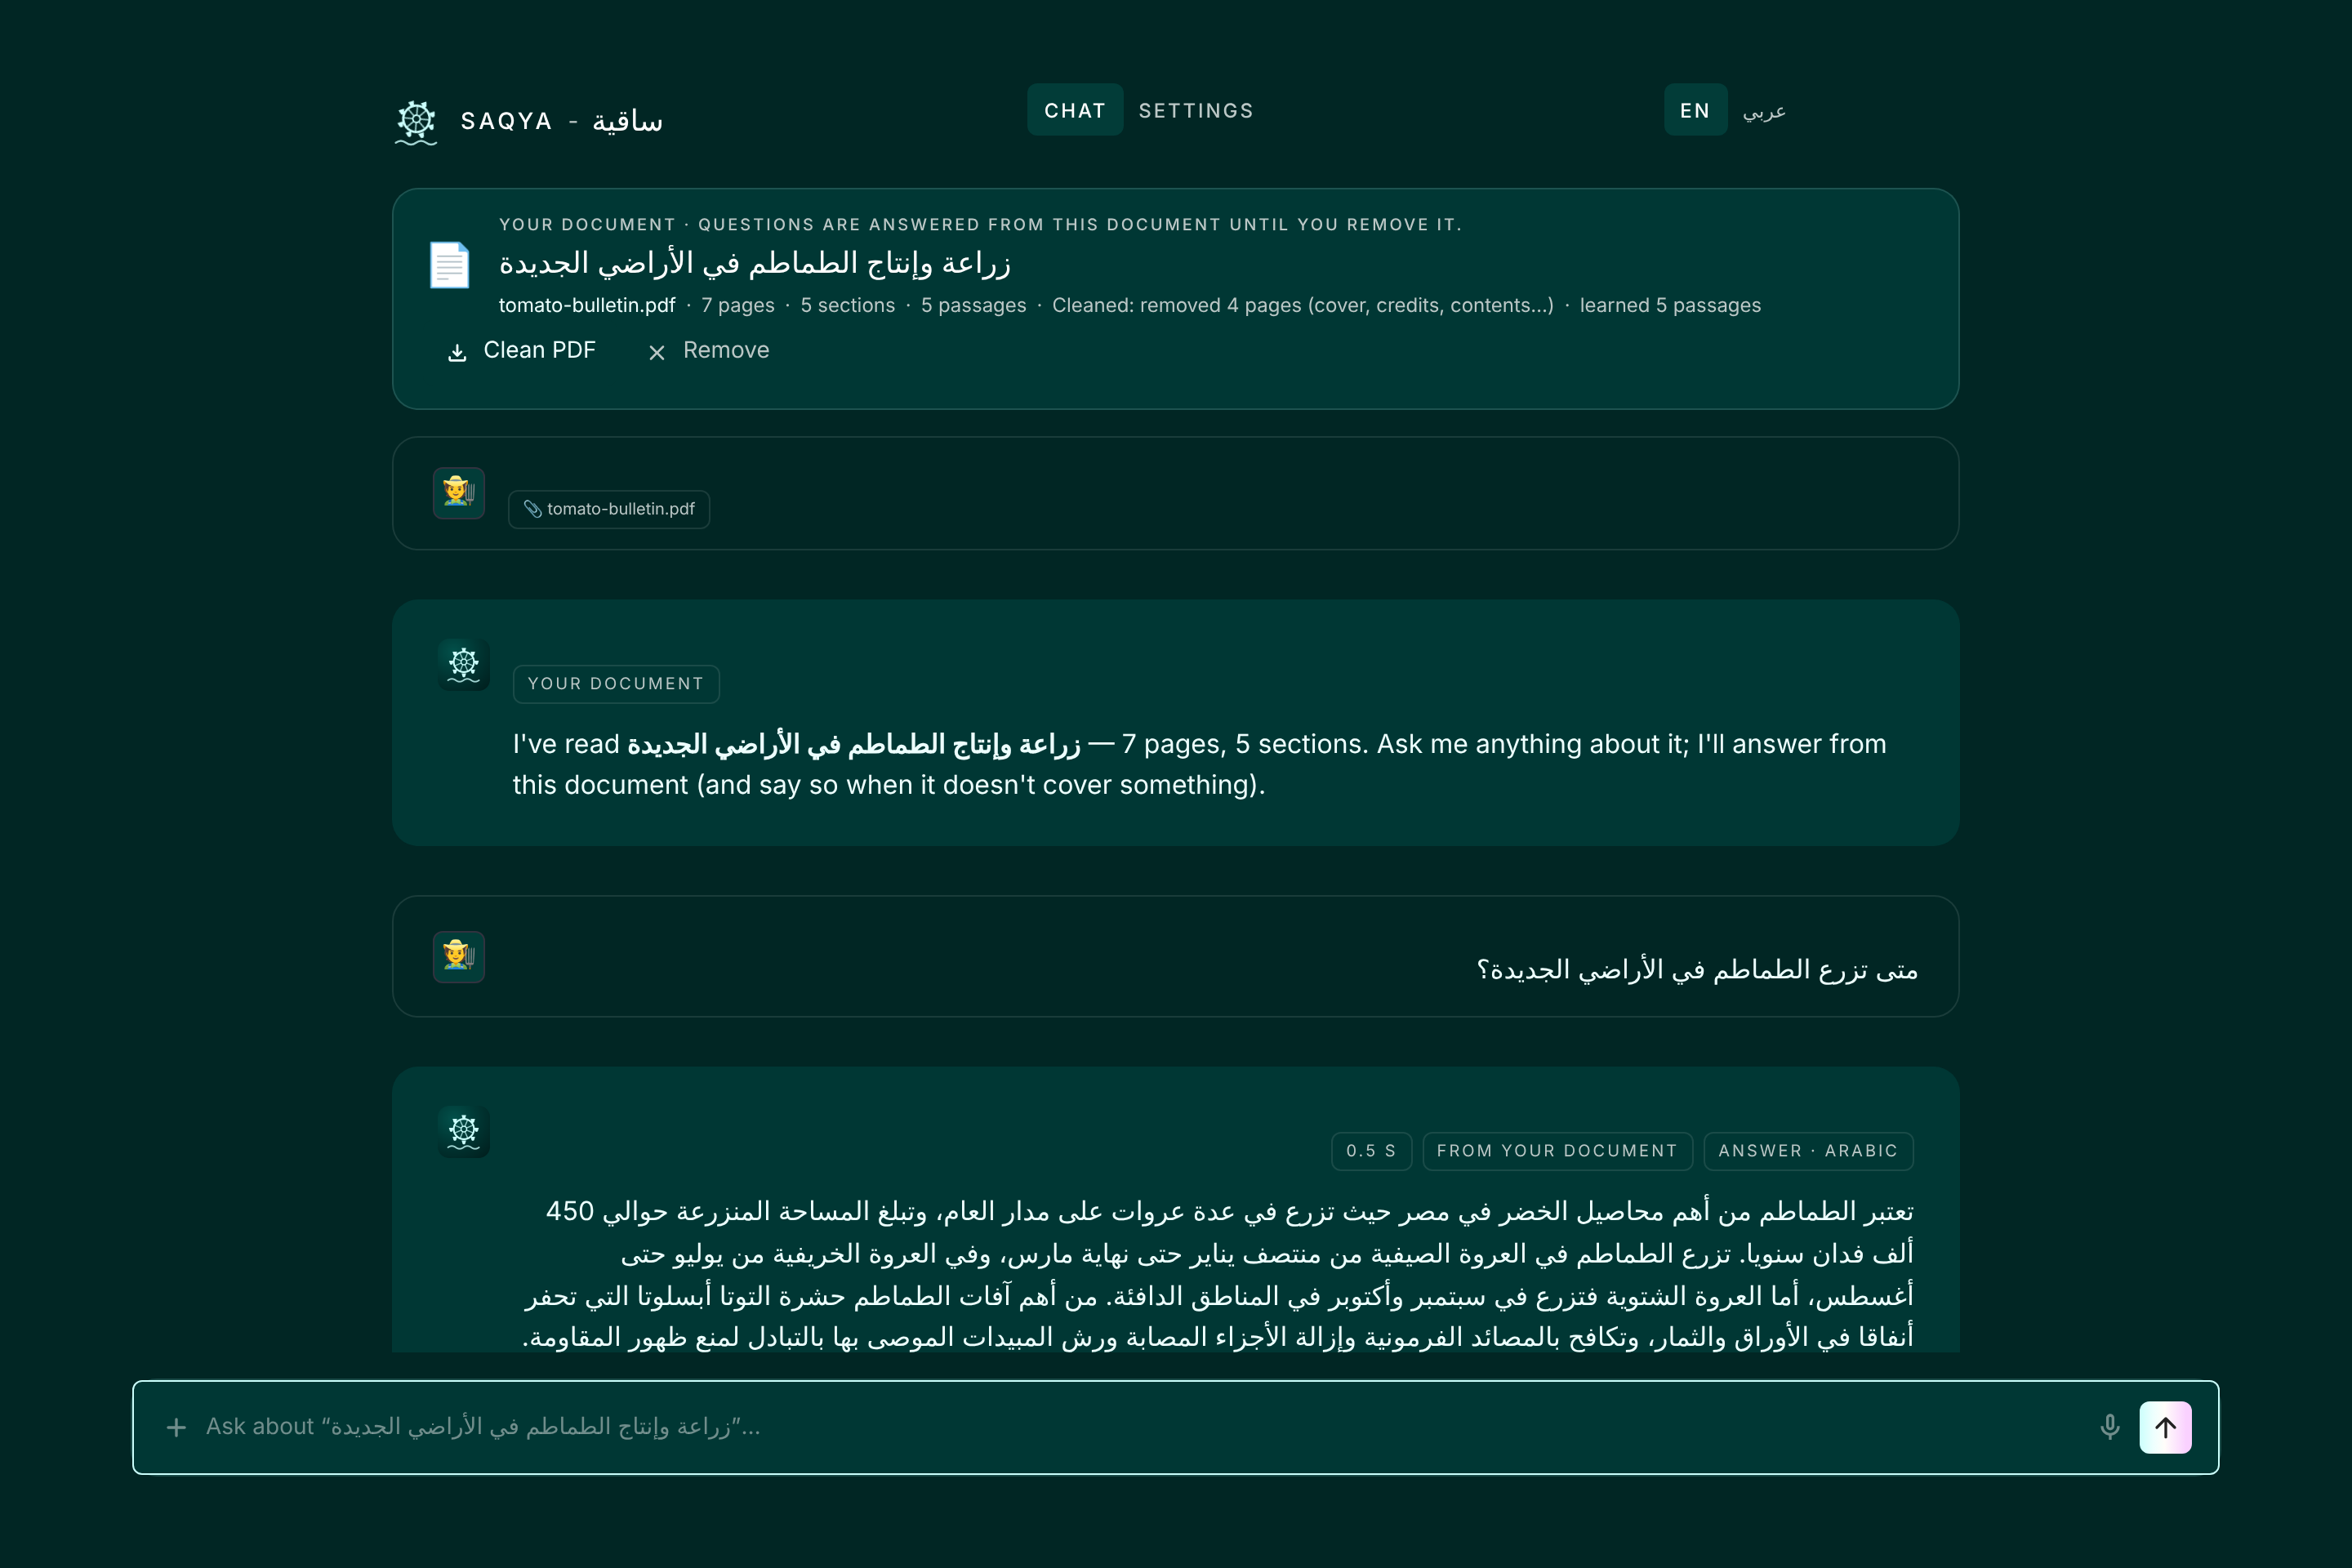 SAQYA - ساقية
CHAT SETTINGS
EN عربي
YOUR DOCUMENT · QUESTIONS ARE ANSWERED FROM THIS DOCUMENT UNTIL YOU REMOVE IT.
زراعة وإنتاج الطماطم في الأراضي الجديدة
tomato-bulletin.pdf · 7 pages · 5 sections · 5 passages · Cleaned: removed 4 pages (cover, credits, contents…) · learned 5 passages
Clean PDF Remove
tomato-bulletin.pdf
YOUR DOCUMENT
I've read زراعة وإنتاج الطماطم في الأراضي الجديدة — 7 pages, 5 sections. Ask me anything about it; I'll answer from
this document (and say so when it doesn't cover something).
متى تزرع الطماطم في الأراضي الجديدة؟
0.5 S FROM YOUR DOCUMENT ANSWER · ARABIC
تعتبر الطماطم من أهم محاصيل الخضر في مصر حيث تزرع في عدة عروات على مدار العام، وتبلغ المساحة المنزرعة حوالي 450
ألف فدان سنويا. تزرع الطماطم في العروة الصيفية من منتصف يناير حتى نهاية مارس، وفي العروة الخريفية من يوليو حتى
أغسطس، أما العروة الشتوية فتزرع في سبتمبر وأكتوبر في المناطق الدافئة. من أهم آفات الطماطم حشرة التوتا أبسلوتا التي تحفر
أنفاقا في الأوراق والثمار، وتكافح بالمصائد الفرمونية وإزالة الأجزاء المصابة ورش المبيدات الموصى بها بالتبادل لمنع ظهور المقاومة.
Ask about “زراعة وإنتاج الطماطم في الأراضي الجديدة”…